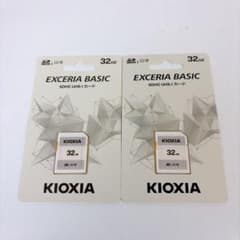 32GB
EXCERIA BASIC
SDHC UHS-I カード
KIOXIA
32GB
KIOXIA
32GB
EXCERIA BASIC
SDHC UHS-I カード
KIOXIA
32GB
KIOXIA